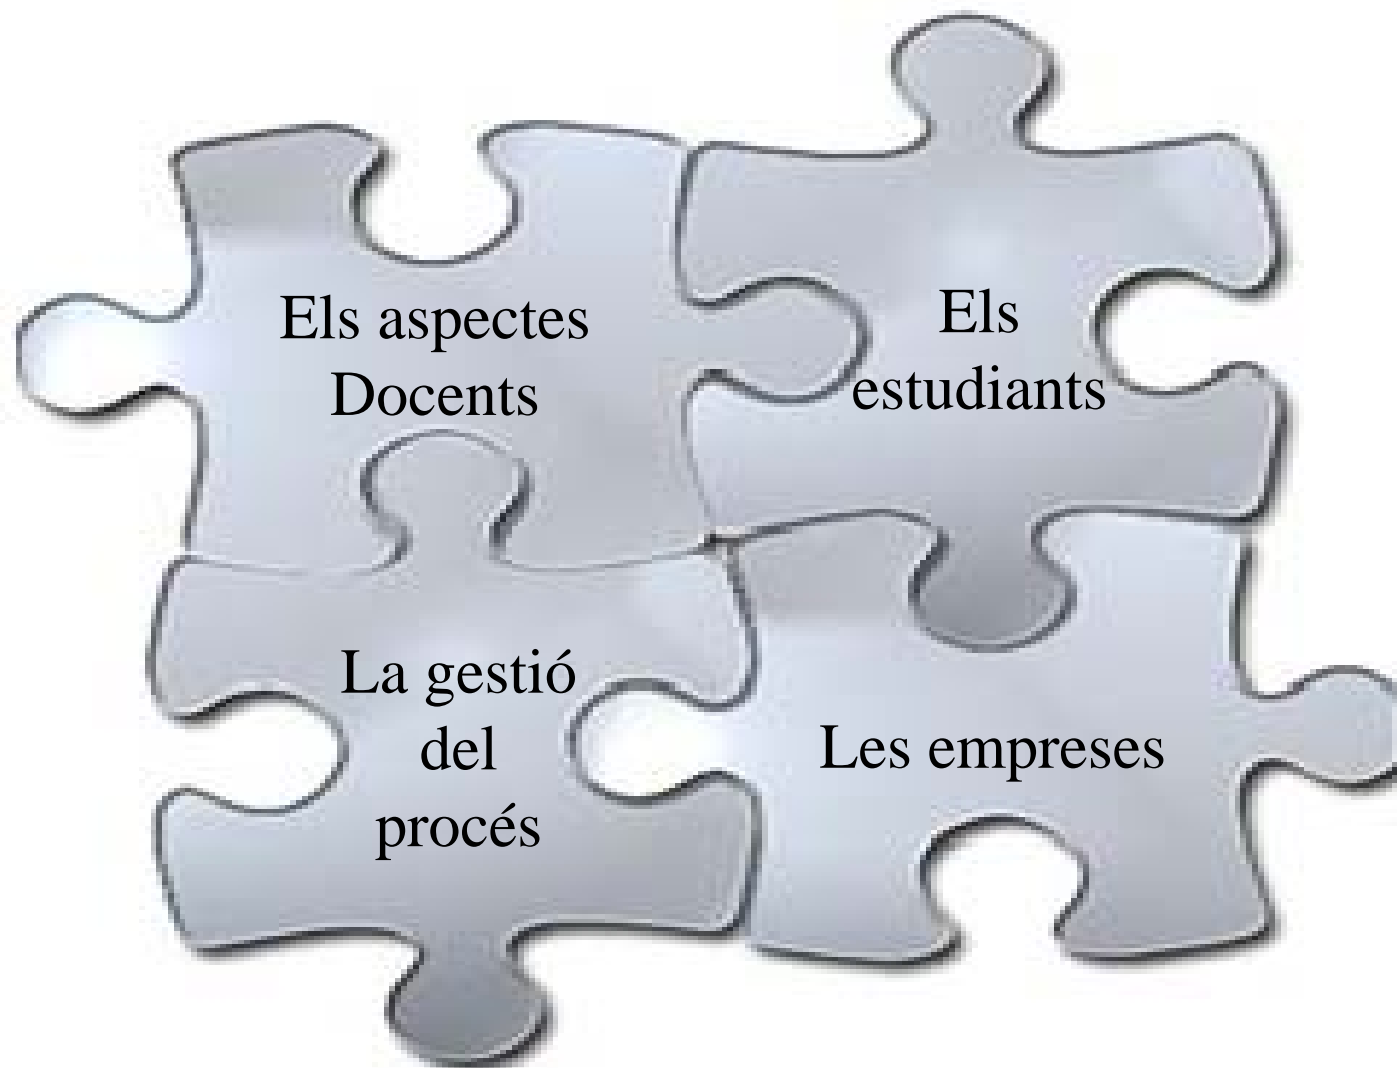 Els aspectes
Docents
Els
estudiants
La gestió
del
procés
Les empreses